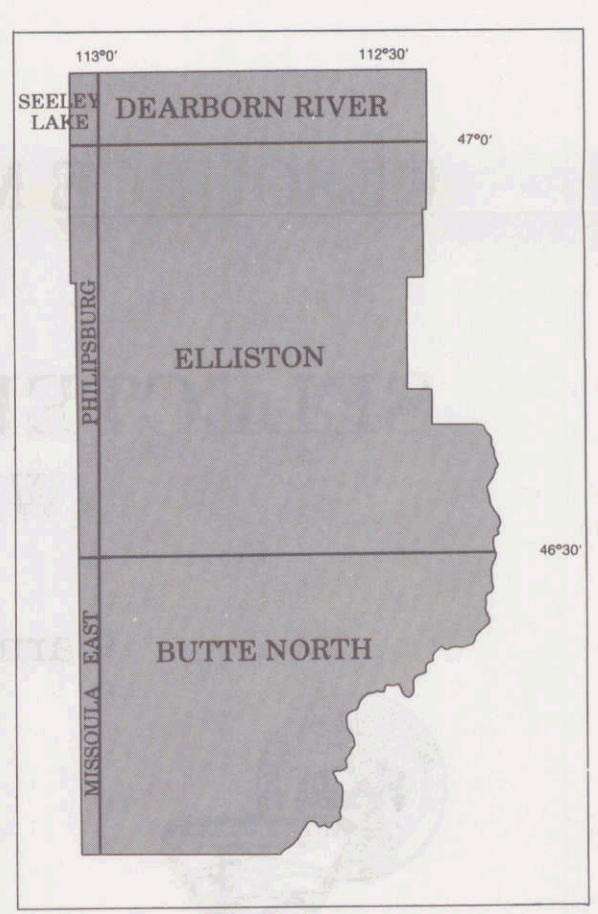 113°0'
112°30'
SEELEY
LAKE
DEARBORN RIVER
47°0'
PHILIPSBURG
ELLISTON
46°30'
MISSOULA EAST
BUTTE NORTH